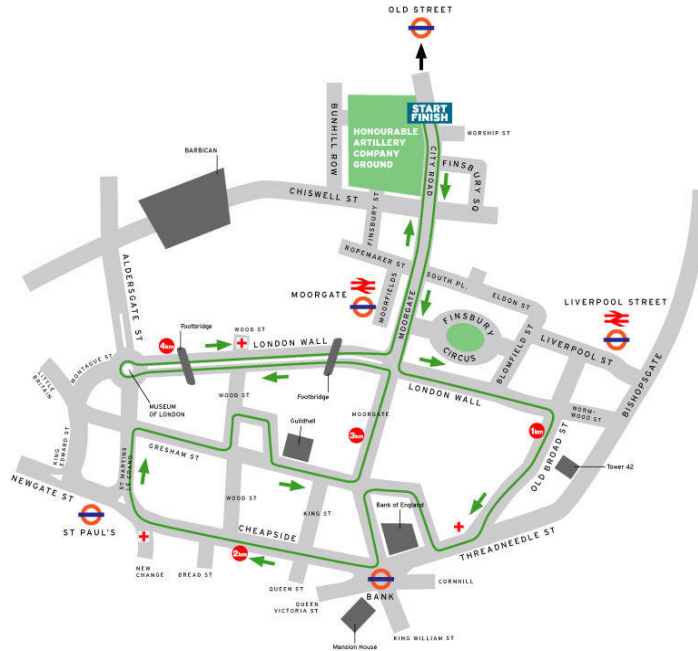 OLD STREET
START
FINISH
HONOURABLE
ARTILLERY
COMPANY
GROUND
BUNHILL ROW
WORSHIP ST
CITY ROAD
FINSBURY SQ
BARBICAN
CHISWELL ST
FINSBURY ST
ROPEMAKER ST
SOUTH PL.
ELDON ST
MOORGATE
MOORFIELDS
MOORGATE
FINSBURY
CIRCUS
BLOMFIELD ST
LIVERPOOL STREET
LIVERPOOL ST
BISHOPSGATE
ALDERSGATE ST
4km
Footbridge
WOOD ST
LONDON WALL
MONTAGUE ST
LITTLE
BRITAIN
MUSEUM
OF LONDON
WOOD ST
Footbridge
MOORGATE
LONDON WALL
WORM-
WOOD ST
1km
OLD BROAD ST
Tower 42
KING
EDWARD ST
ST MARTINS
LE GRAND
GRESHAM ST
Guildhall
3km
NEWGATE ST
ST PAUL'S
WOOD ST
KING ST
CHEAPSIDE
Bank of England
THREADNEEDLE ST
2km
NEW
CHANGE
BREAD ST
QUEEN ST
QUEEN
VICTORIA ST
BANK
CORNHILL
KING WILLIAM ST
Mansion House